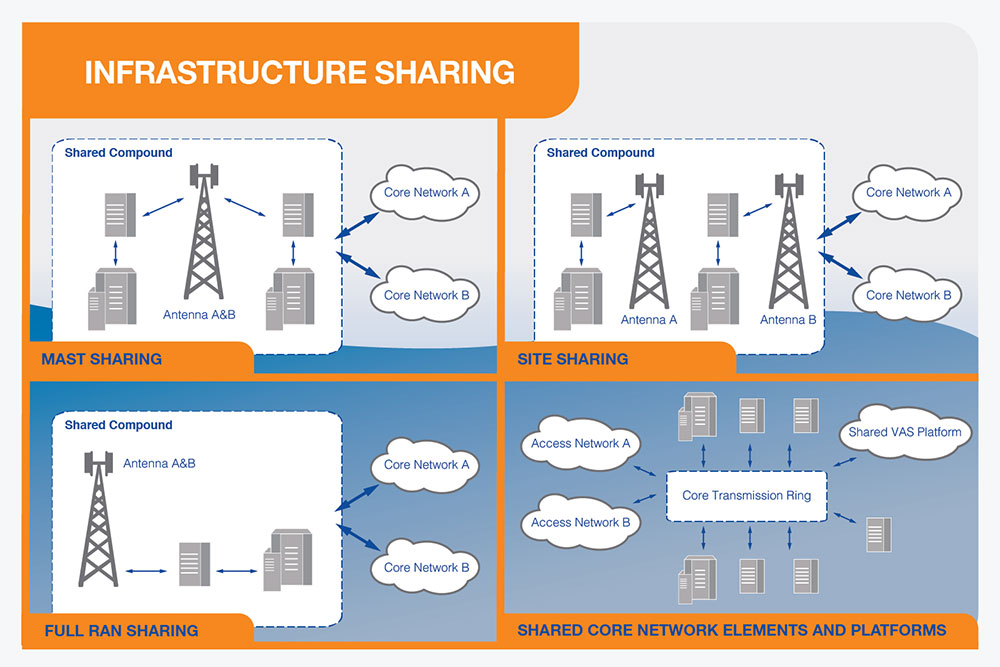 INFRASTRUCTURE SHARING
Shared Compound
Core Network A
Core Network B
Antenna A&B
MAST SHARING
Shared Compound
Core Network A
Core Network B
Antenna A
Antenna B
SITE SHARING
Shared Compound
Antenna A&B
Core Network A
Core Network B
FULL RAN SHARING
Access Network A
Shared VAS Platform
Core Transmission Ring
Access Network B
SHARED CORE NETWORK ELEMENTS AND PLATFORMS